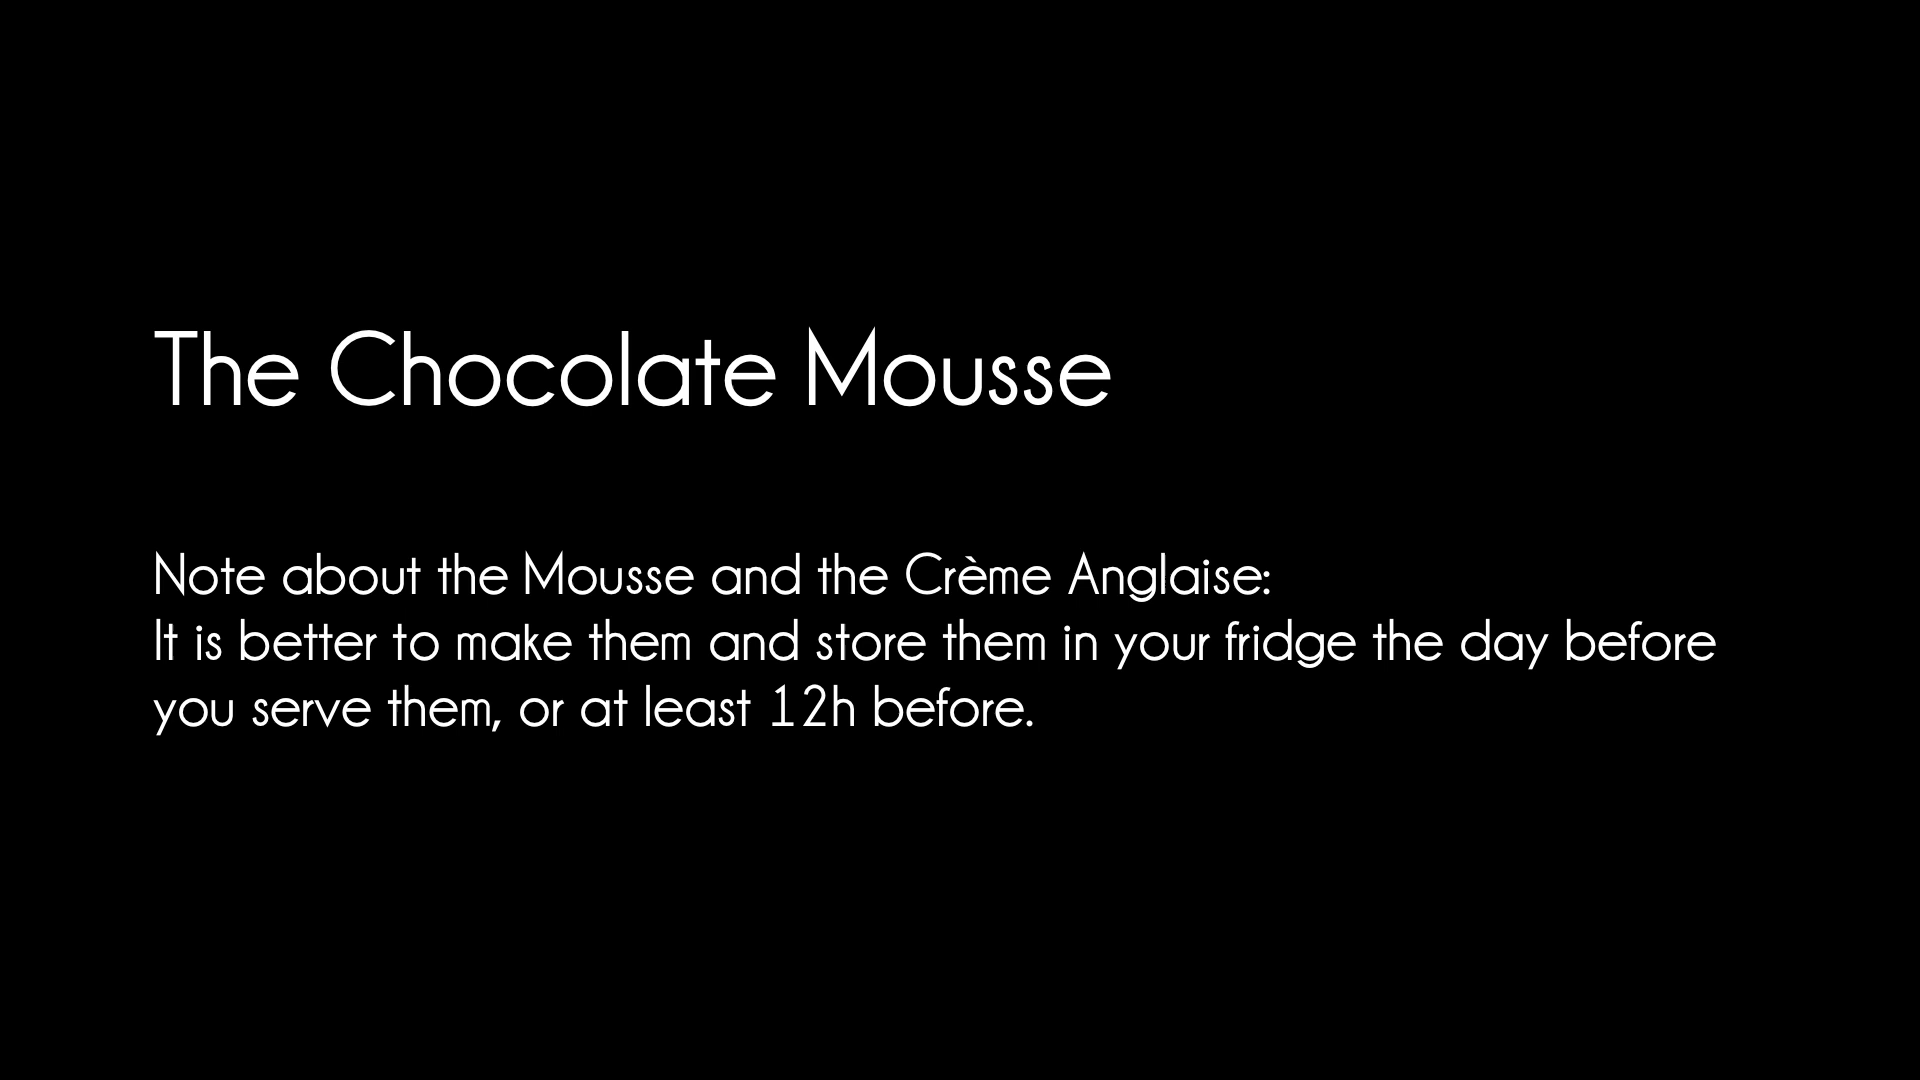 The Chocolate Mousse
Note about the Mousse and the Crème Anglaise:
It is better to make them and store them in your fridge the day before
you serve them, or at least 12h before.